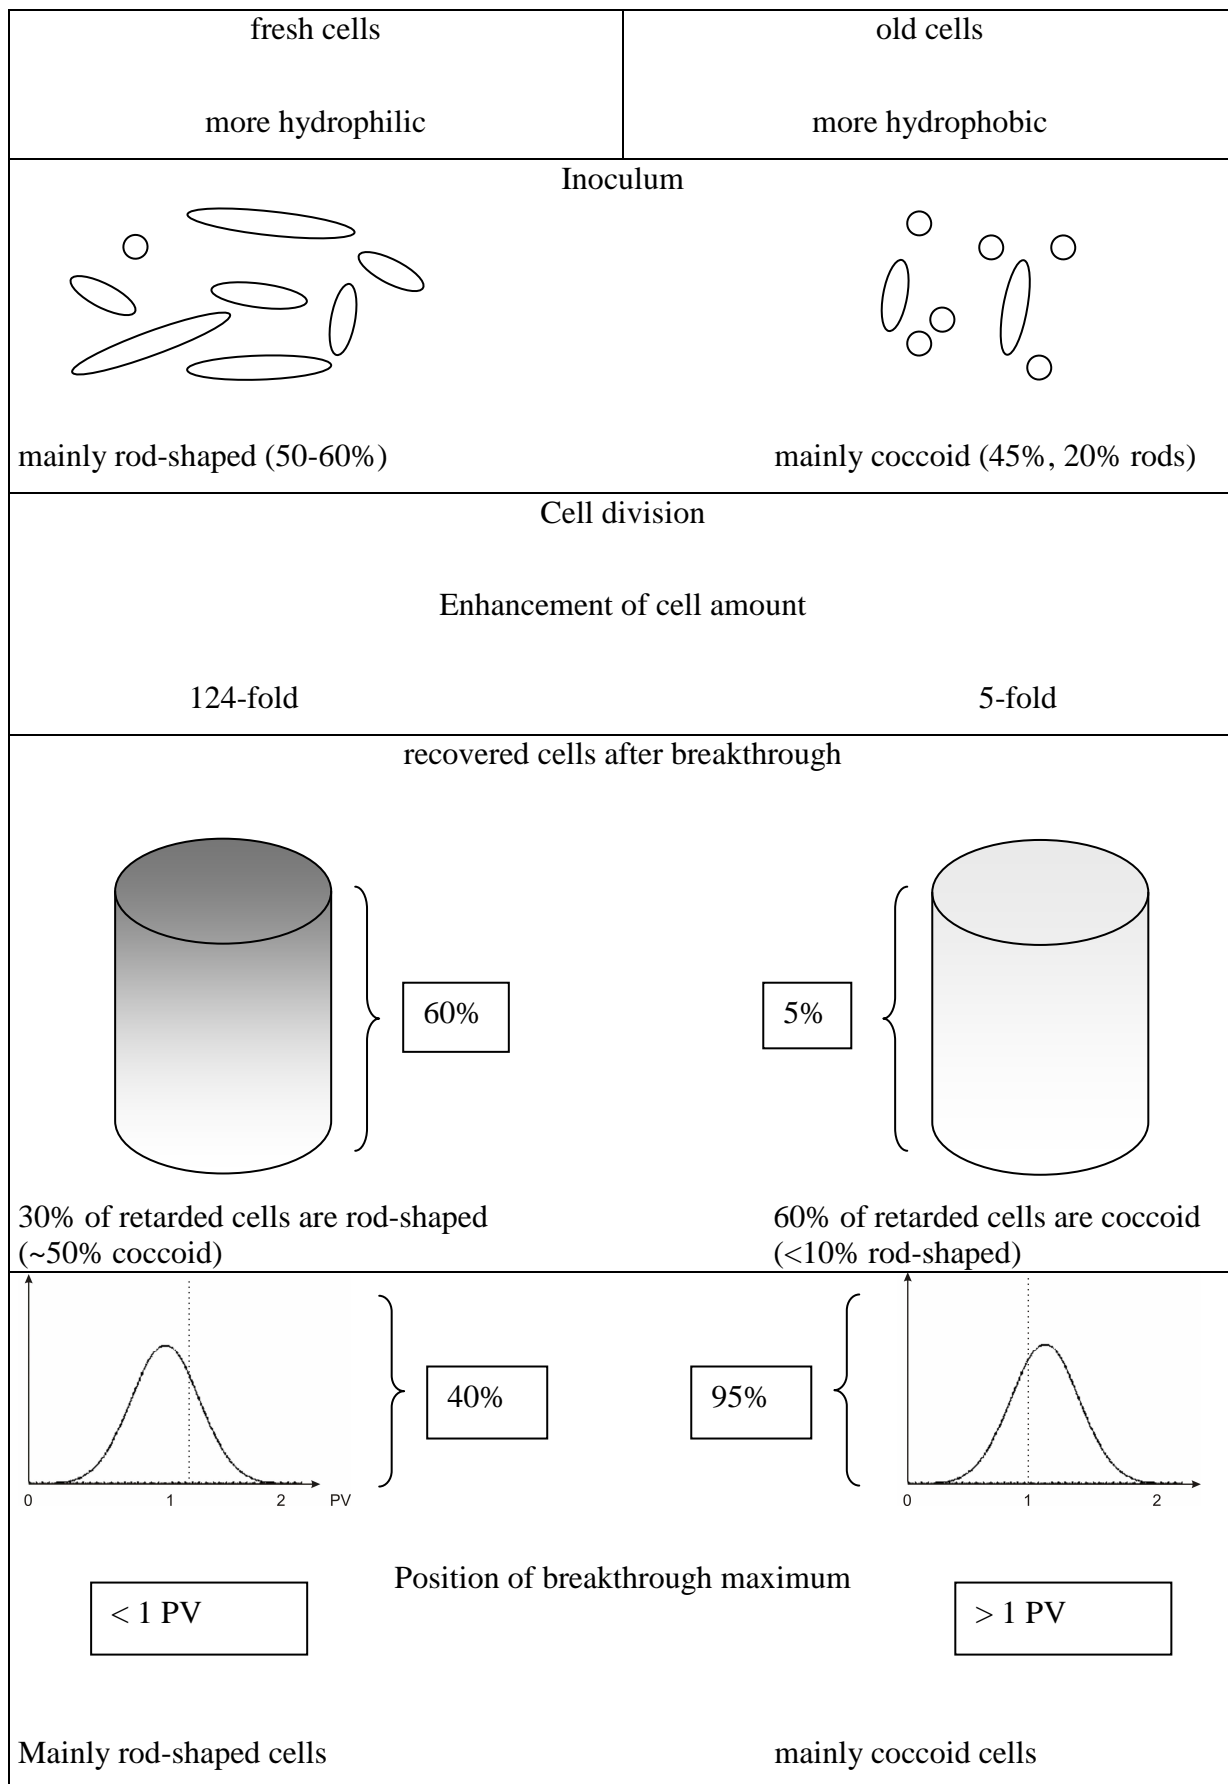 fresh cells
old cells
more hydrophilic
more hydrophobic
Inoculum
mainly rod-shaped (50-60%)
mainly coccoid (45%, 20% rods)
Cell division
Enhancement of cell amount
124-fold
5-fold
recovered cells after breakthrough
60%
5%
30% of retarded cells are rod-shaped
(~50% coccoid)
60% of retarded cells are coccoid
(<10% rod-shaped)
40%
95%
0 1 2 PV
0 1 2
Position of breakthrough maximum
< 1 PV
> 1 PV
Mainly rod-shaped cells
mainly coccoid cells